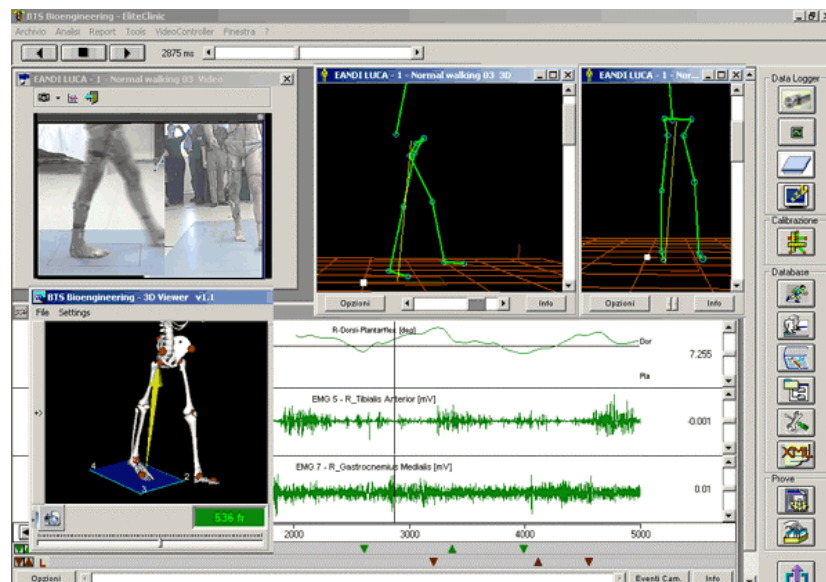 BTS Bioengineering - EliteClinic
Archivio Analisi Report Tools VideoController Finestra ?
2875 ms
EANDI LUCA - 1 - Normal walking 03 Video
EANDI LUCA - 1 - Normal walking 03 3D
EANDI LUCA - 1 - Nor...
Opzioni
Info
Opzioni
Info
BTS Bioengineering - 3D Viewer v1.1
File Settings
4
2
536 fr
R-Dorsi-Plantarflex [deg]
Dor
Pla
7.255
EMG 5 - R_Tibialis Anterior [mV]
-0.001
EMG 7 - R_Gastrocnemius Medialis [mV]
0.01
2000 3000 4000 5000
L
Opzioni
Eventi Cam.
Info
Data Logger
Calibrazione
Database
XML
Prove